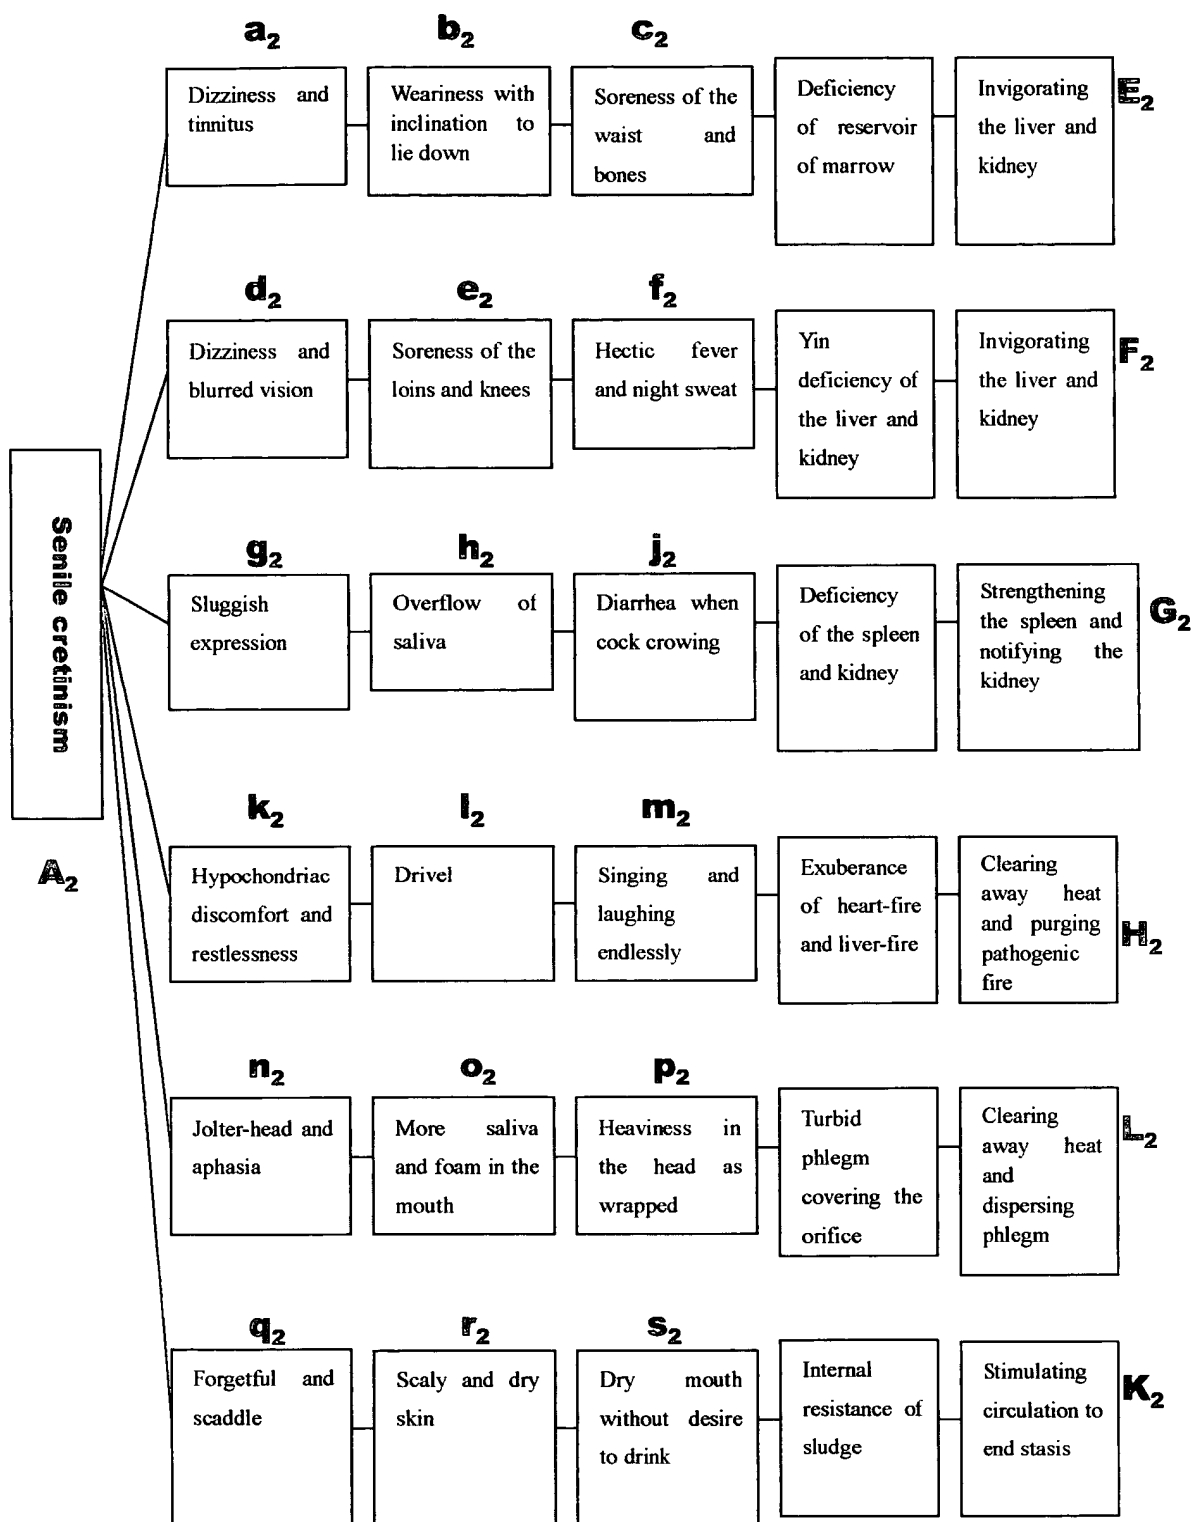 a2 b2 c2
Dizziness and
tinnitus
Weariness with
inclination to
lie down
Soreness of the
waist and
bones
Deficiency
of reservoir
of marrow
Invigorating
the liver and
kidney
E2
d2 e2 f2
Dizziness and
blurred vision
Soreness of the
loins and knees
Hectic fever
and night sweat
Yin
deficiency of
the liver and
kidney
Invigorating
the liver and
kidney
F2
Senile cretinism
A2
g2 h2 j2
Sluggish
expression
Overflow of
saliva
Diarrhea when
cock crowing
Deficiency
of the spleen
and kidney
Strengthening
the spleen and
notifying the
kidney
G2
k2 l2 m2
Hypochondriac
discomfort and
restlessness
Drivel
Singing and
laughing
endlessly
Exuberance
of heart-fire
and liver-fire
Clearing
away heat
and purging
pathogenic
fire
H2
n2 o2 p2
Jolter-head and
aphasia
More saliva
and foam in the
mouth
Heaviness in
the head as
wrapped
Turbid
phlegm
covering the
orifice
Clearing
away heat
and
dispersing
phlegm
L2
q2 r2 s2
Forgetful and
scaddle
Scaly and dry
skin
Dry mouth
without desire
to drink
Internal
resistance of
sludge
Stimulating
circulation to
end stasis
K2